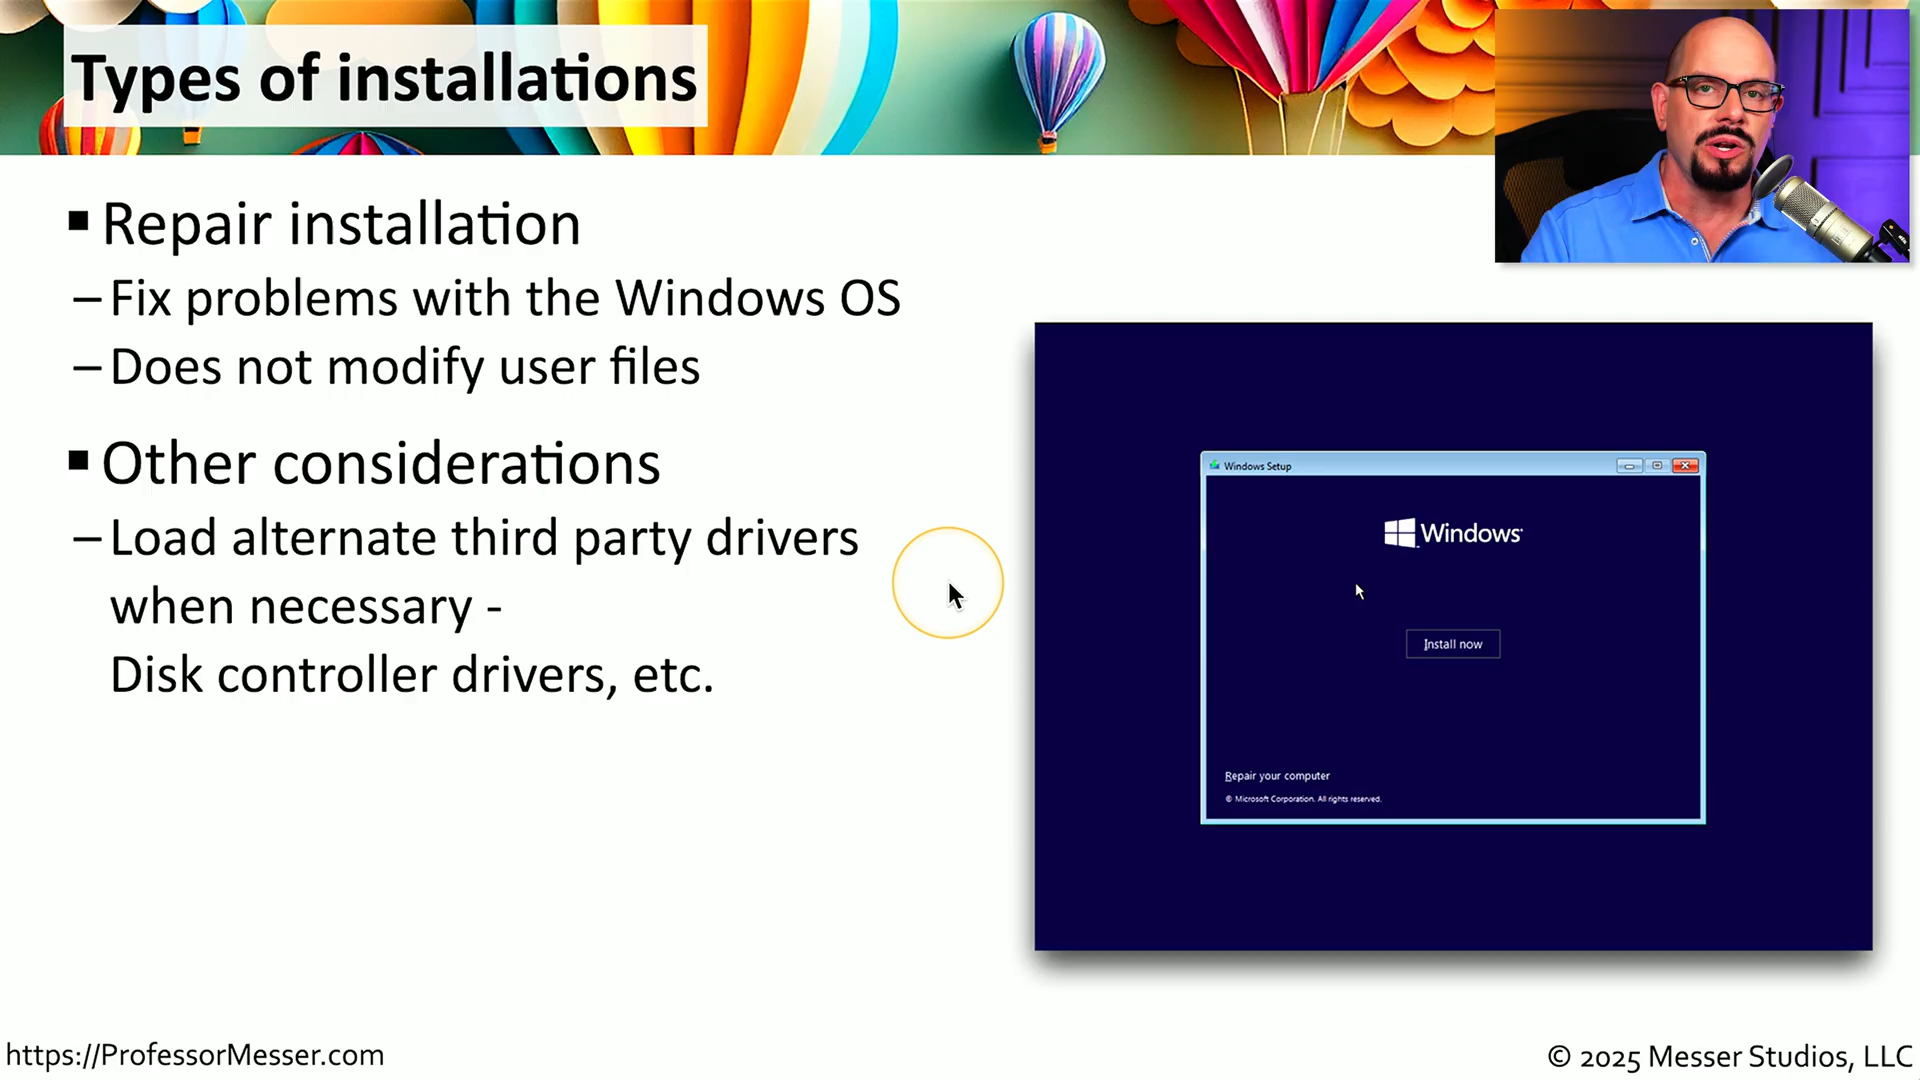 Types of installations
▪ Repair installation
– Fix problems with the Windows OS
– Does not modify user files
▪ Other considerations
– Load alternate third party drivers
when necessary -
Disk controller drivers, etc.
Windows Setup
Windows
Install now
Repair your computer
© Microsoft Corporation. All rights reserved.
https://ProfessorMesser.com
© 2025 Messer Studios, LLC